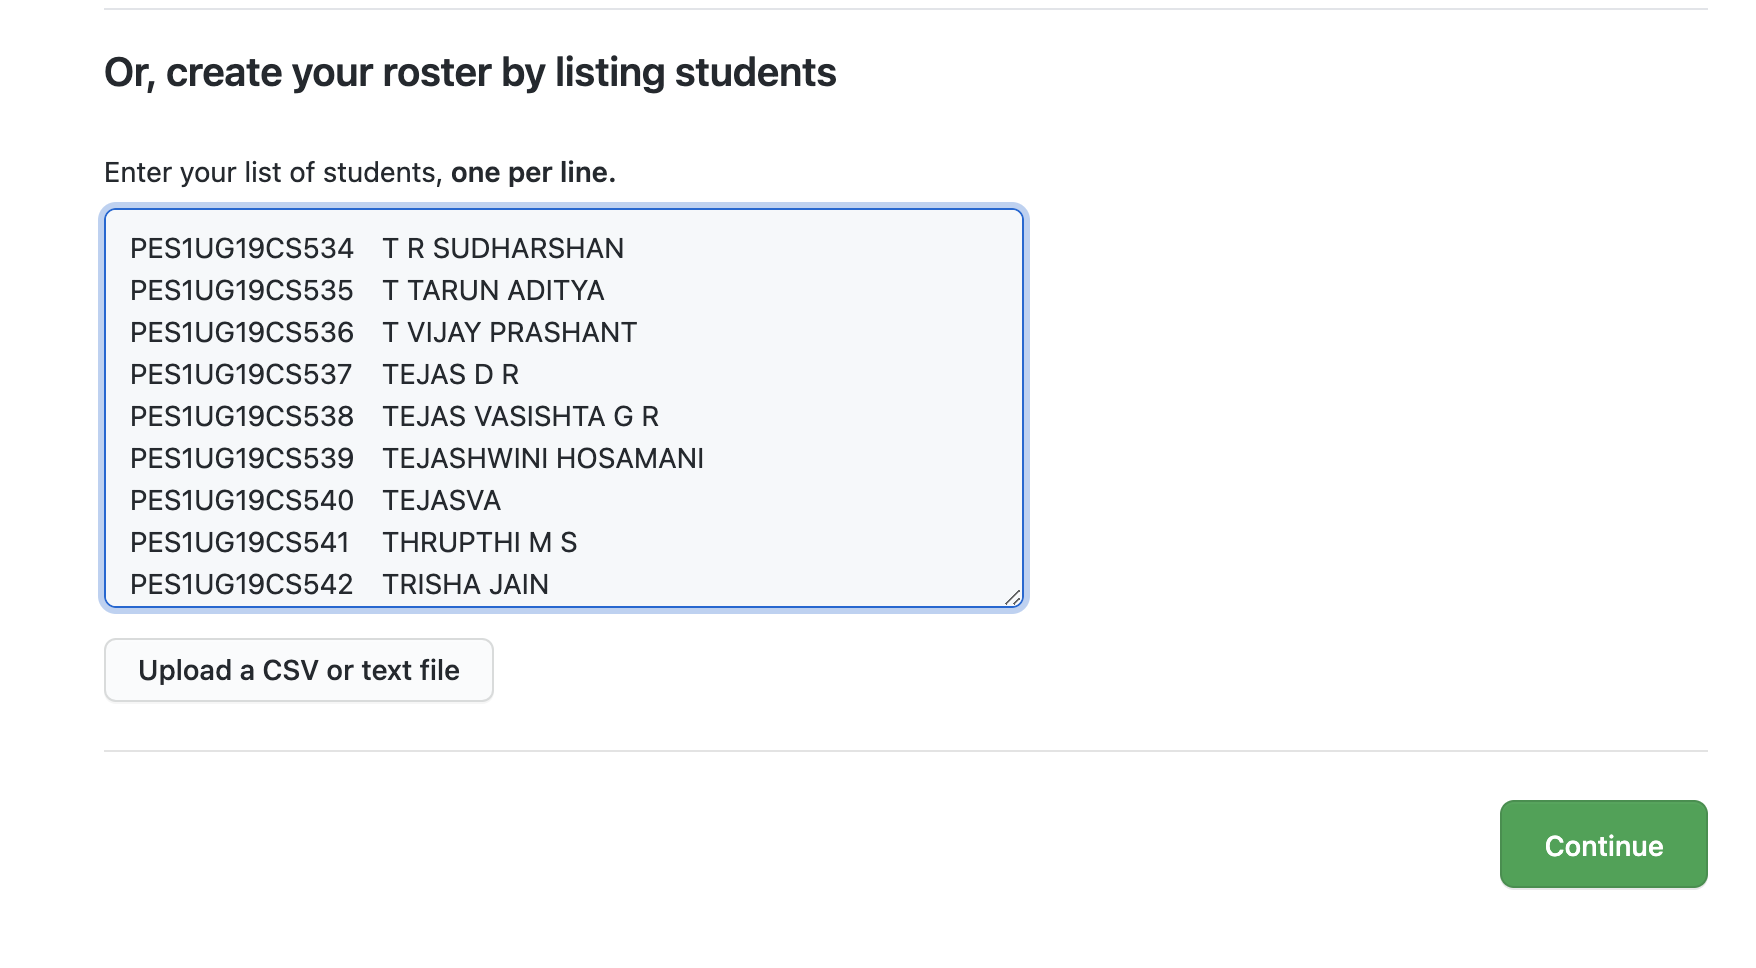 Or, create your roster by listing students
Enter your list of students, one per line.
PES1UG19CS534 T R SUDHARSHAN
PES1UG19CS535 T TARUN ADITYA
PES1UG19CS536 T VIJAY PRASHANT
PES1UG19CS537 TEJAS D R
PES1UG19CS538 TEJAS VASISHTA G R
PES1UG19CS539 TEJASHWINI HOSAMANI
PES1UG19CS540 TEJASVA
PES1UG19CS541 THRUPTHI M S
PES1UG19CS542 TRISHA JAIN
Upload a CSV or text file
Continue